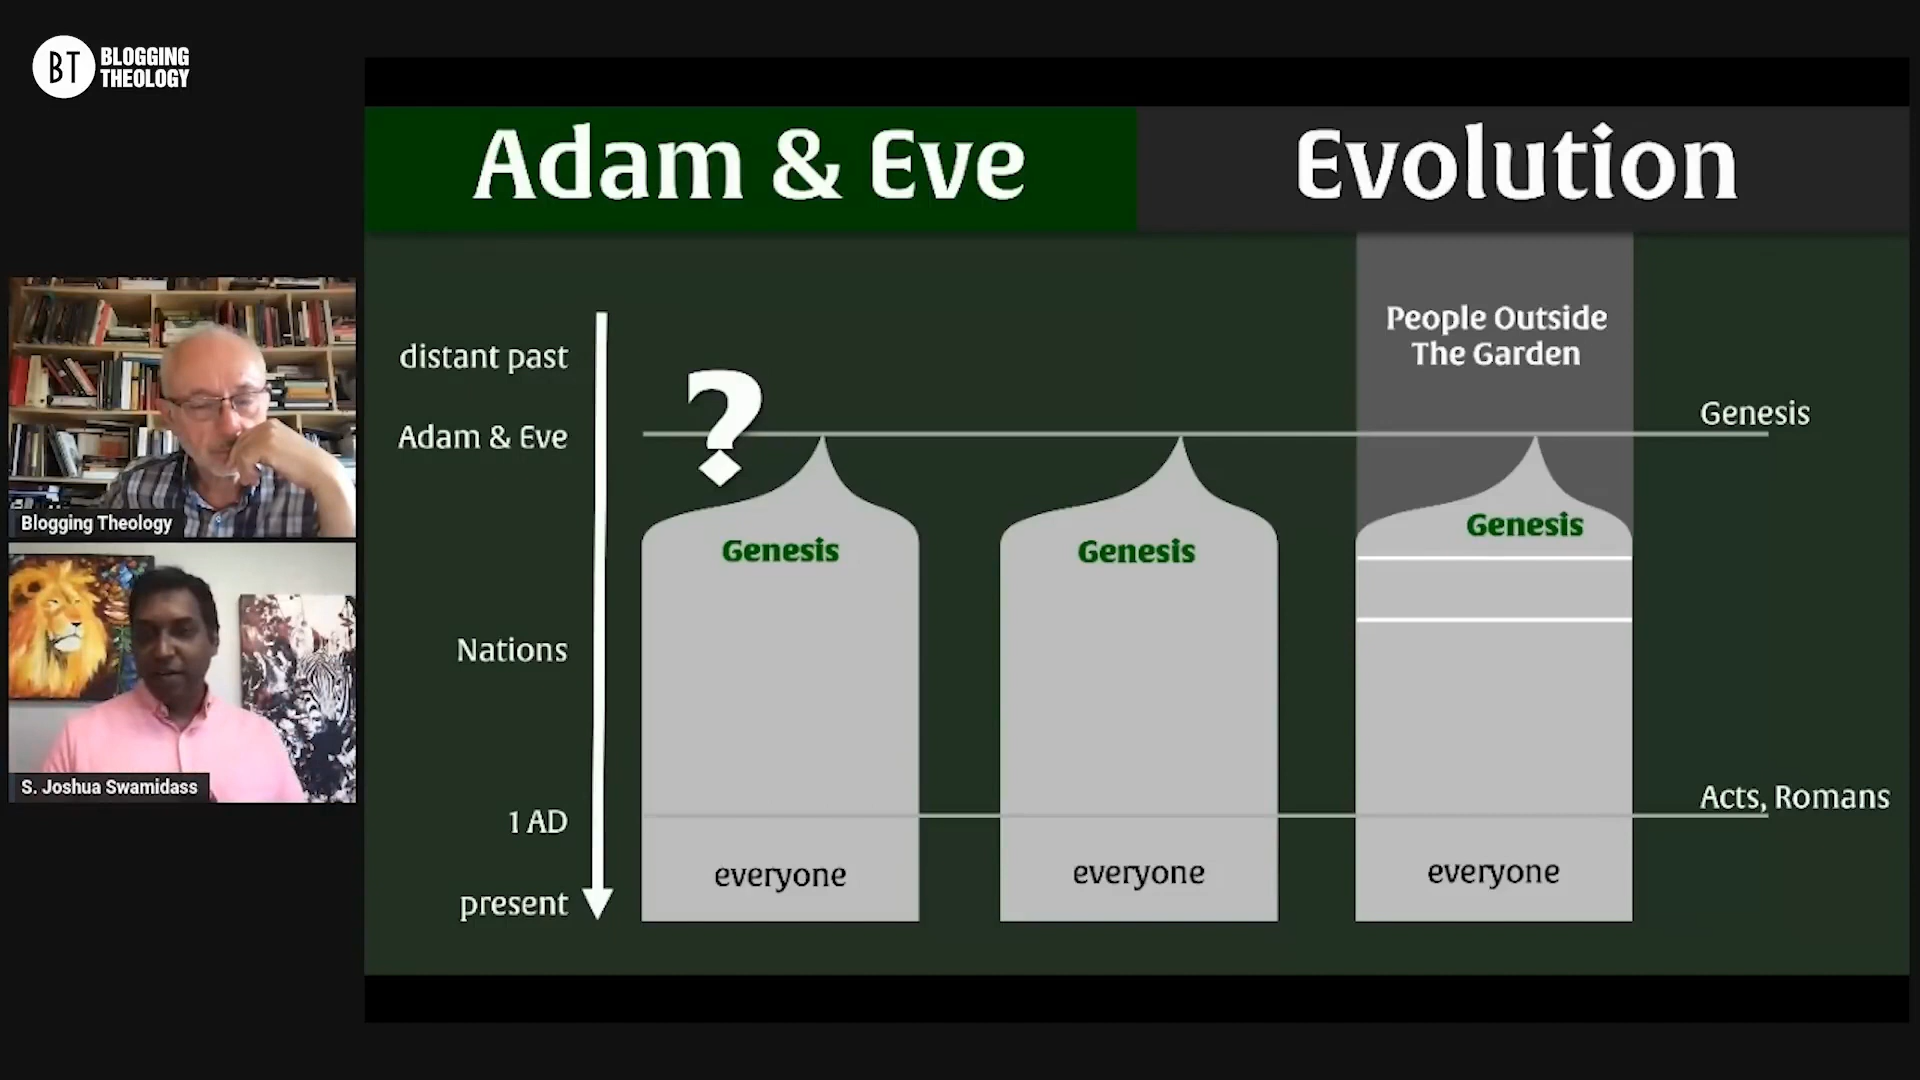 BT
BLOGGING
THEOLOGY
Adam & Eve
Evolution
distant past
Adam & Eve
Nations
1 AD
present
?
Genesis
everyone
Genesis
everyone
People Outside
The Garden
Genesis
everyone
Genesis
Acts, Romans
Blogging Theology
S. Joshua Swamidass